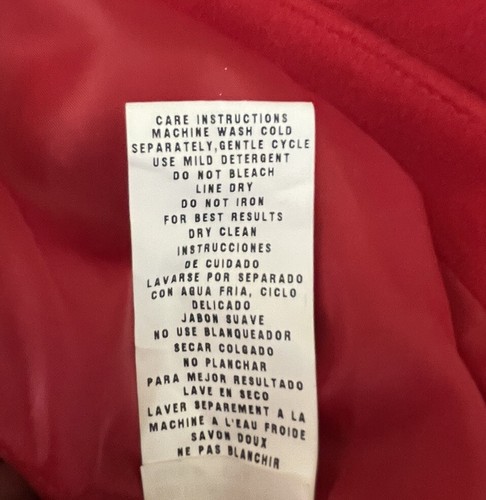 CARE INSTRUCTIONS
MACHINE WASH COLD
SEPARATELY,GENTLE CYCLE
USE MILD DETERGENT
DO NOT BLEACH
LINE DRY
DO NOT IRON
FOR BEST RESULTS
DRY CLEAN
INSTRUCCIONES
DE CUIDADO
LAVARSE POR SEPARADO
CON AGUA FRIA, CICLO
DELICADO
JABON SUAVE
NO USE BLANQUEADOR
SECAR COLGADO
NO PLANCHAR
PARA MEJOR RESULTADO
LAVE EN SECO
LAVER SEPAREMENT A LA
MACHINE A L'EAU FROIDE
SAVON DOUX
NE PAS BLANCHIR